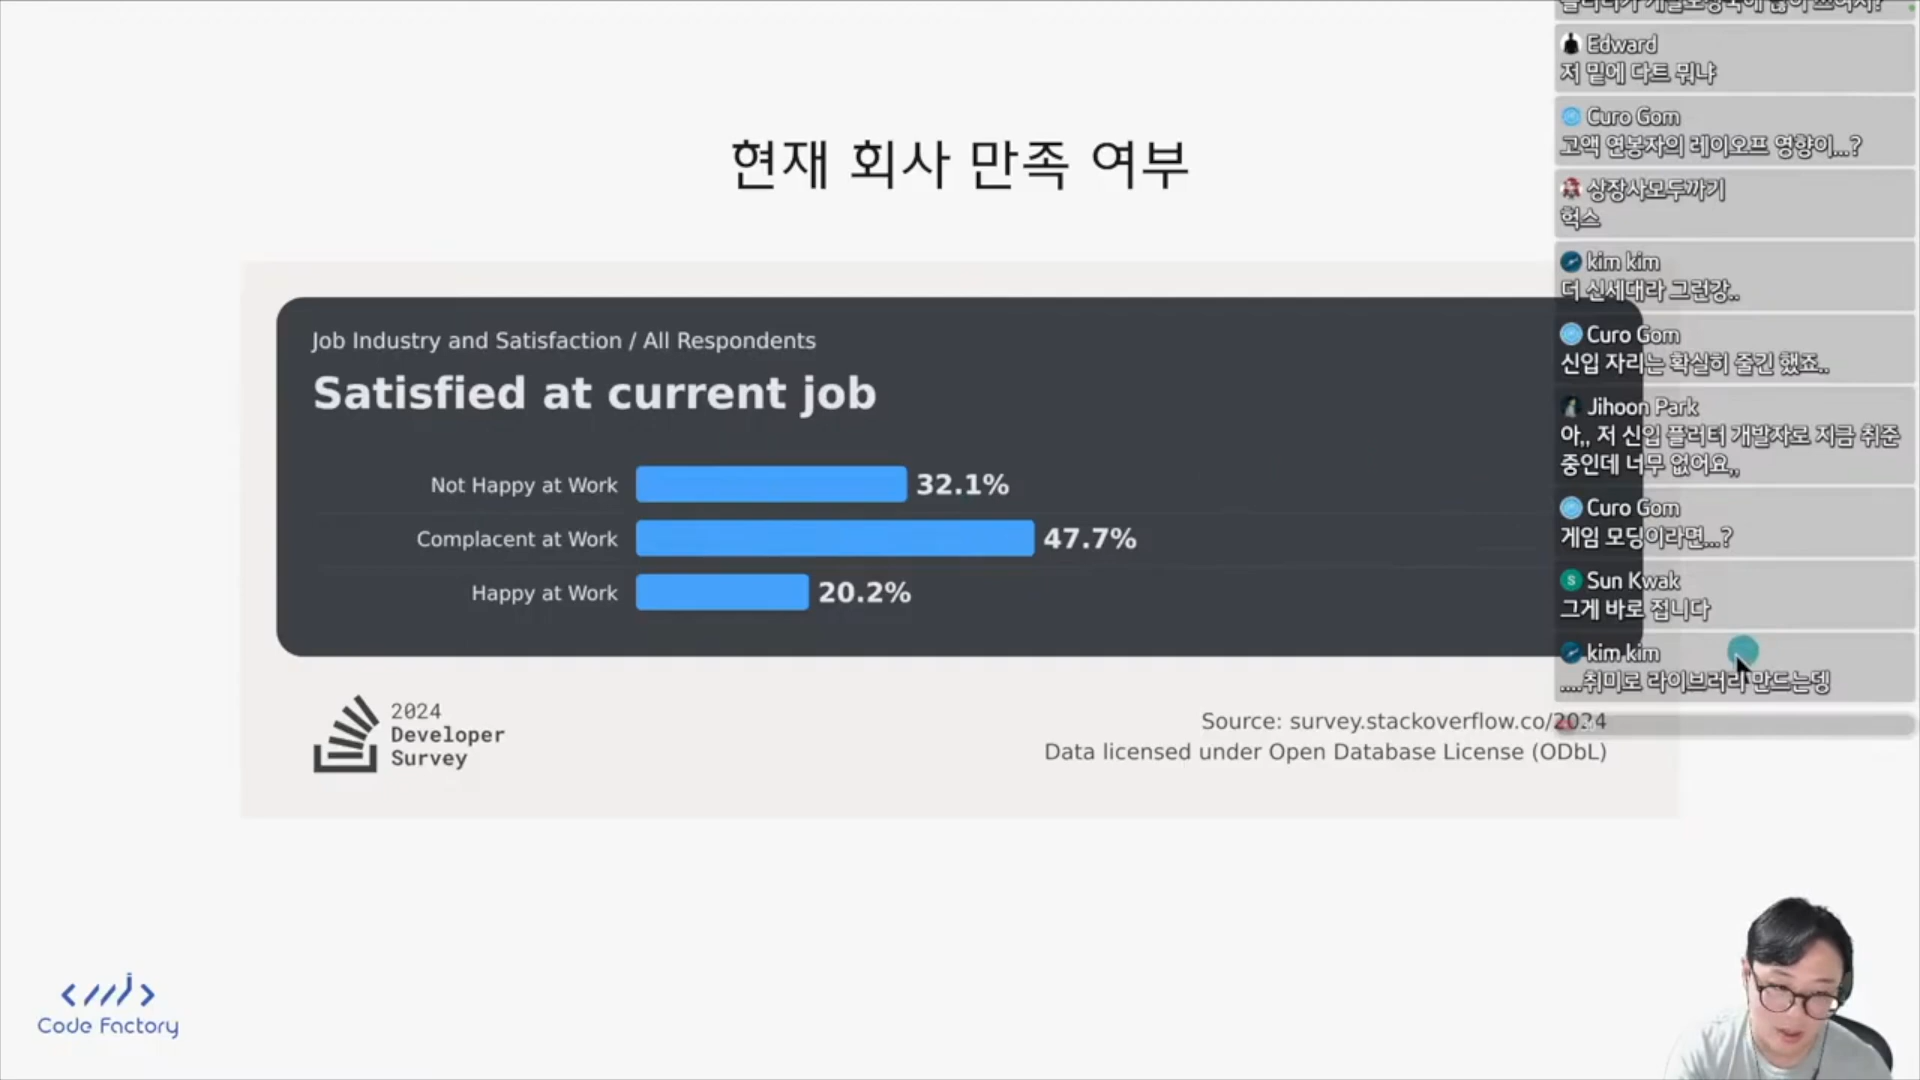 현재 회사 만족 여부
Job Industry and Satisfaction / All Respondents
Satisfied at current job
Not Happy at Work 32.1%
Complacent at Work 47.7%
Happy at Work 20.2%
2024
Developer
Survey
Source: survey.stackoverflow.co/2024
Data licensed under Open Database License (ODbL)
Code Factory
Edward
저 밑에 다트 뭐냐
Curo Gom
고액 연봉자의 레이오프 영향이...?
상장사모두까기
헉스
kim kim
더 신세대라 그런강..
Curo Gom
신입 자리는 확실히 줄긴 했죠..
Jihoon Park
아,, 저 신입 플러터 개발자로 지금 취준
중인데 너무 없어요,,
Curo Gom
게임 모딩이라면...?
S Sun Kwak
그게 바로 접니다
kim kim
....취미로 라이브러리 만드는뎅